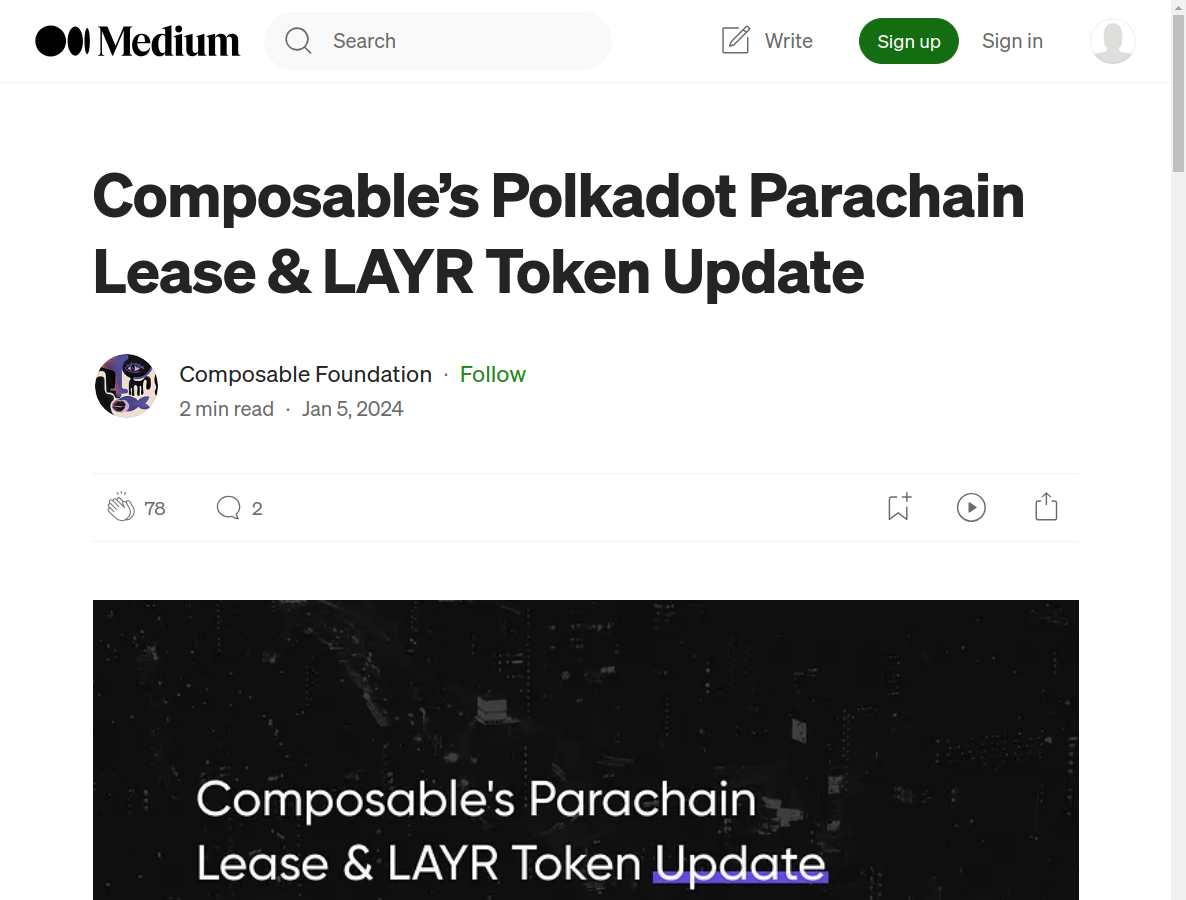 Medium
Search
Write
Sign up
Sign in
Composable’s Polkadot Parachain
Lease & LAYR Token Update
Composable Foundation · Follow
2 min read · Jan 5, 2024
78
2
Composable's Parachain
Lease & LAYR Token Update